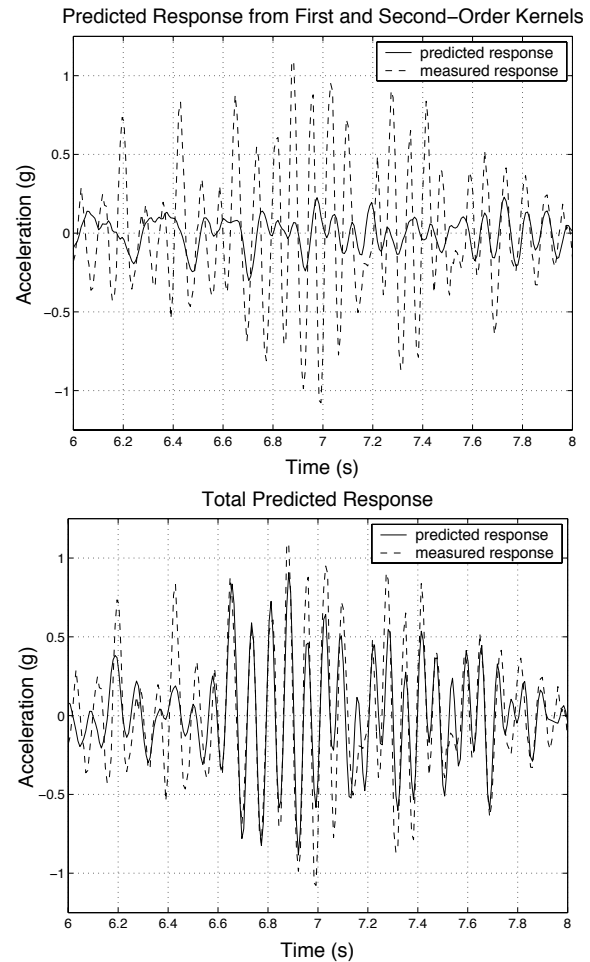 Predicted Response from First and Second−Order Kernels
predicted response
measured response
1
0.5
0
−0.5
−1
Acceleration (g)
6 6.2 6.4 6.6 6.8 7 7.2 7.4 7.6 7.8 8
Time (s)
Total Predicted Response
predicted response
measured response
1
0.5
0
−0.5
−1
Acceleration (g)
6 6.2 6.4 6.6 6.8 7 7.2 7.4 7.6 7.8 8
Time (s)